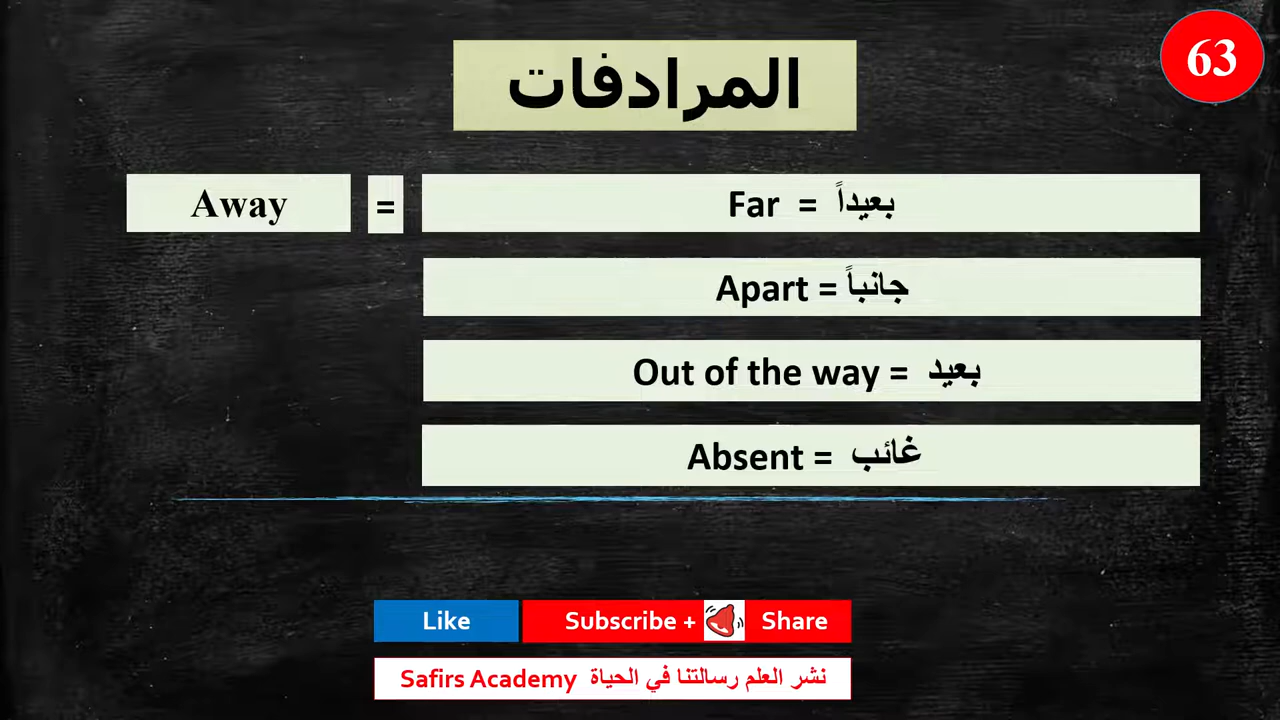 63
المرادفات
Away = Far = بعيداً
Apart = جانباً
Out of the way = بعيد
Absent = غائب
Like Subscribe + Share
Safirs Academy نشر العلم رسالتنا في الحياة